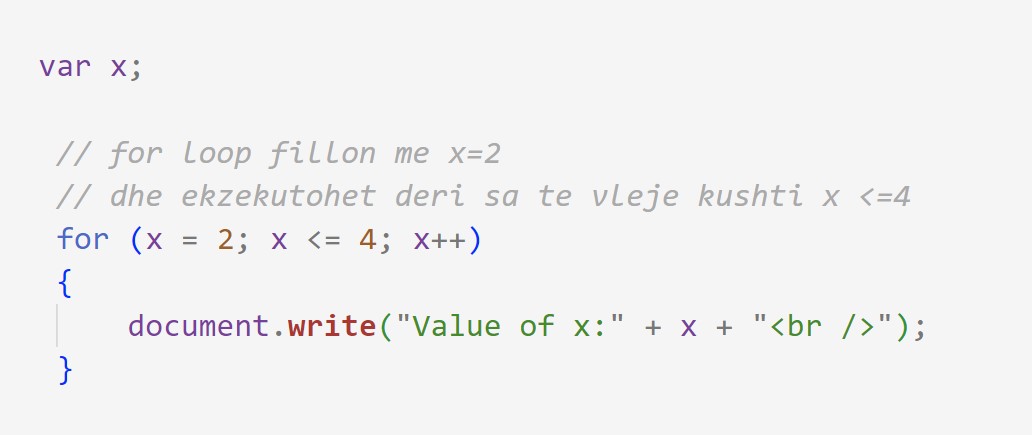 var x;
// for loop fillon me x=2
// dhe ekzekutohet deri sa te vleje kushti x <=4
for (x = 2; x <= 4; x++)
{
document.write("Value of x:" + x + "<br />");
}